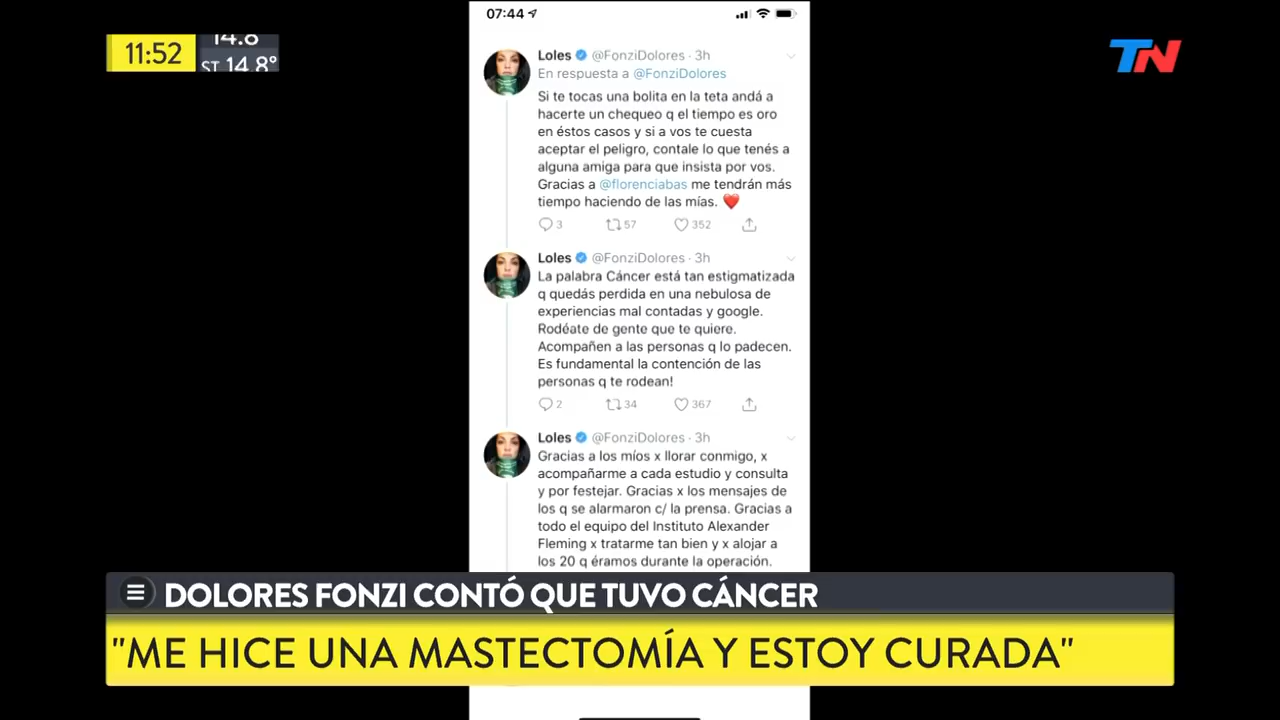 07:44
11:52
14.8°
ST 14.8°
TN
Loles @FonziDolores · 3h
En respuesta a @FonziDolores
Si te tocas una bolita en la teta andá a
hacerte un chequeo q el tiempo es oro
en éstos casos y si a vos te cuesta
aceptar el peligro, contale lo que tenés a
alguna amiga para que insista por vos.
Gracias a @florenciabas me tendrán más
tiempo haciendo de las mías. ❤️
3 57 352
Loles @FonziDolores · 3h
La palabra Cáncer está tan estigmatizada
q quedás perdida en una nebulosa de
experiencias mal contadas y google.
Rodéate de gente que te quiere.
Acompañen a las personas q lo padecen.
Es fundamental la contención de las
personas q te rodean!
2 34 367
Loles @FonziDolores · 3h
Gracias a los míos x llorar conmigo, x
acompañarme a cada estudio y consulta
y por festejar. Gracias x los mensajes de
los q se alarmaron c/ la prensa. Gracias a
todo el equipo del Instituto Alexander
Fleming x tratarme tan bien y x alojar a
los 20 q éramos durante la operación.
DOLORES FONZI CONTÓ QUE TUVO CÁNCER
"ME HICE UNA MASTECTOMÍA Y ESTOY CURADA"